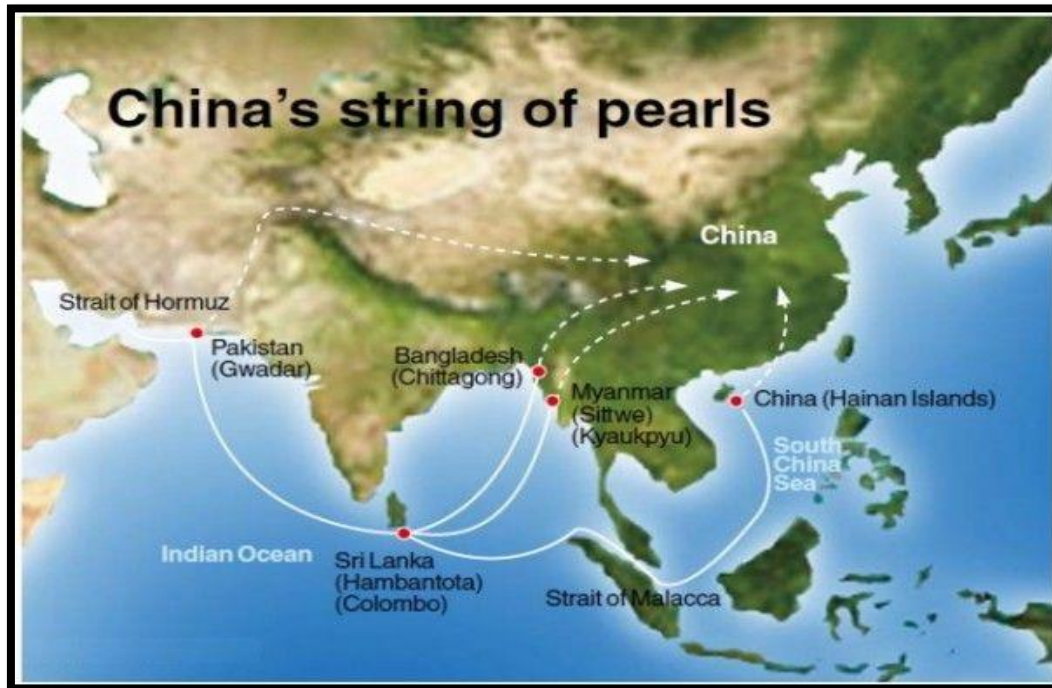 China's string of pearls
China
Strait of Hormuz
Pakistan
(Gwadar)
Bangladesh
(Chittagong)
Myanmar
(Sittwe)
(Kyaukpyu)
China (Hainan Islands)
South
China
Sea
Indian Ocean
Sri Lanka
(Hambantota)
(Colombo)
Strait of Malacca